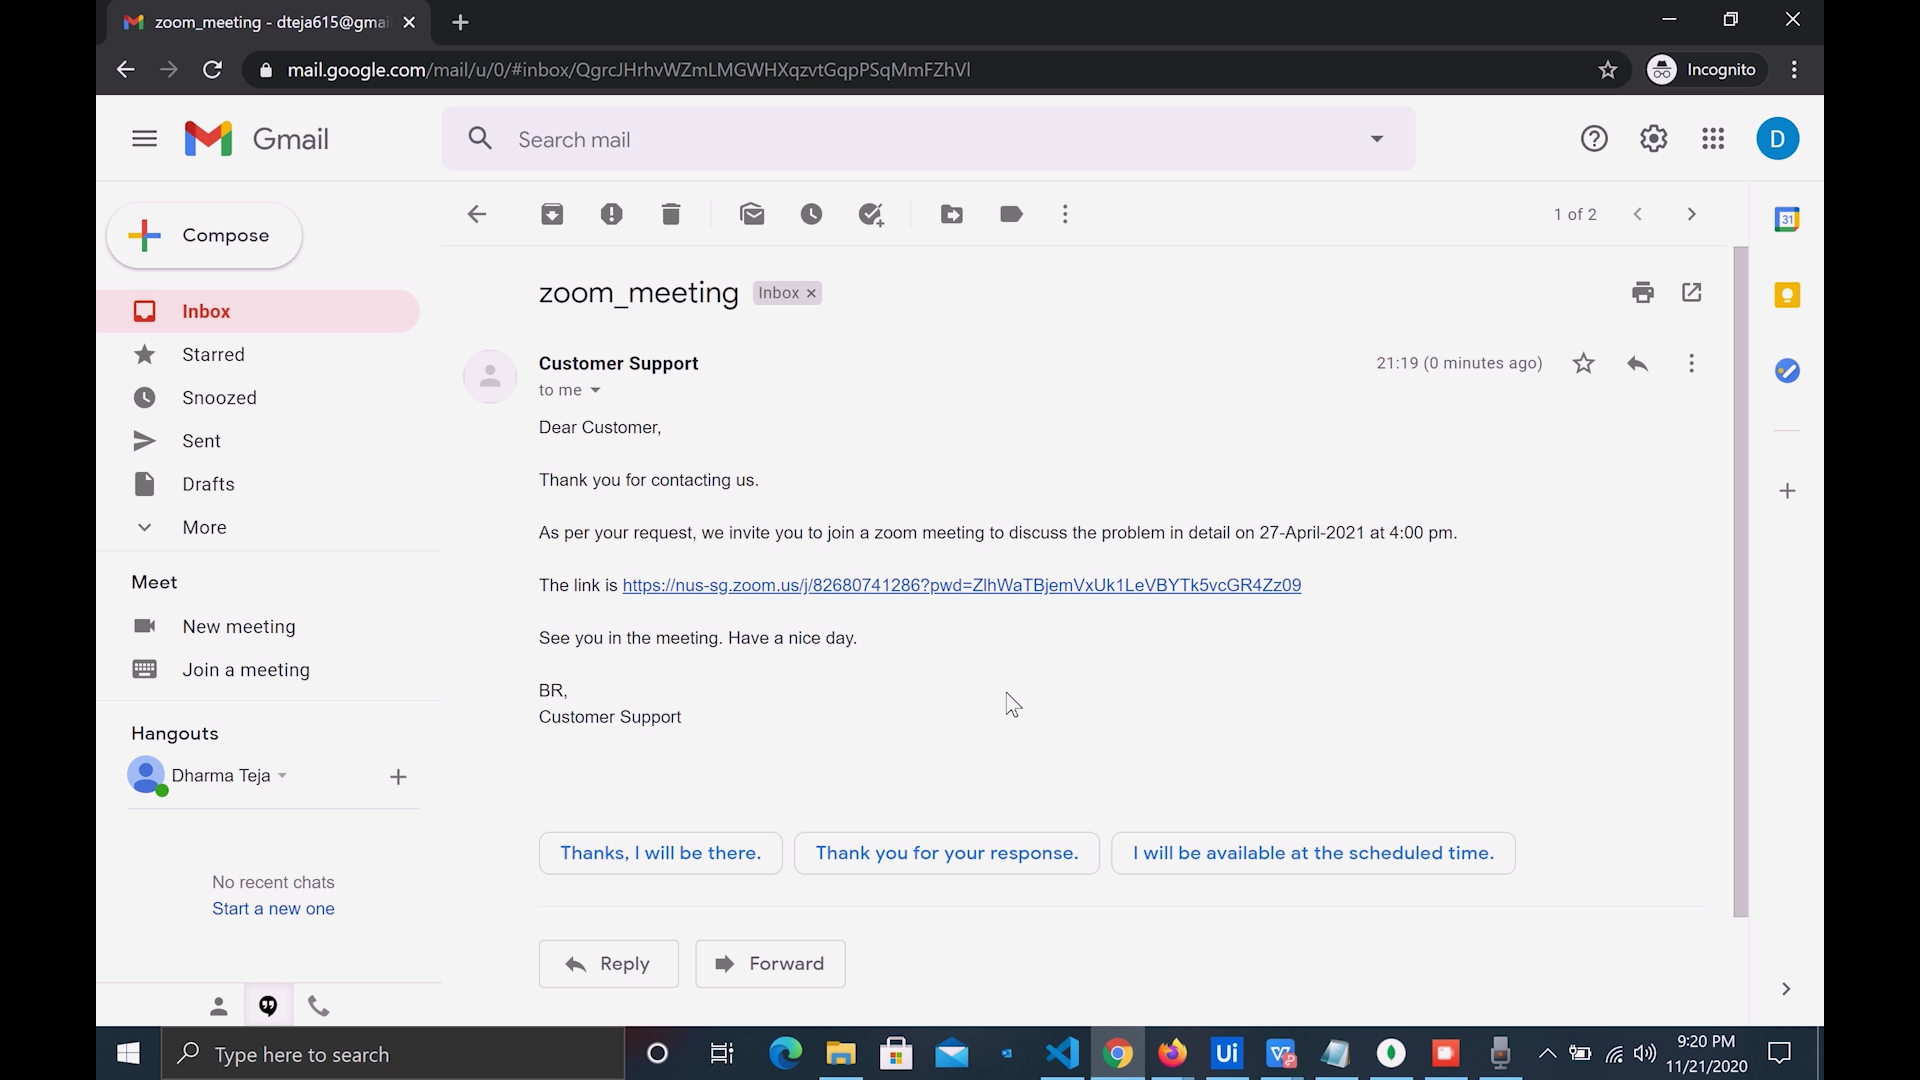 zoom_meeting - dteja615@gmai
mail.google.com/mail/u/0/#inbox/QgrcJHrhvWZmLMGWHXqzvtGqpPSqMmFZhVl
Incognito
Gmail
Search mail
D
Compose
1 of 2
31
Inbox
Starred
Snoozed
Sent
Drafts
More
zoom_meeting
Inbox ×
Customer Support
21:19 (0 minutes ago)
to me
Dear Customer,
Thank you for contacting us.
As per your request, we invite you to join a zoom meeting to discuss the problem in detail on 27-April-2021 at 4:00 pm.
The link is https://nus-sg.zoom.us/j/82680741286?pwd=ZlhWaTBjemVxUk1LeVBYTk5vcGR4Zz09
See you in the meeting. Have a nice day.
BR,
Customer Support
Meet
New meeting
Join a meeting
Hangouts
Dharma Teja
No recent chats
Start a new one
Thanks, I will be there.
Thank you for your response.
I will be available at the scheduled time.
Reply
Forward
Type here to search
Ui
9:20 PM
11/21/2020